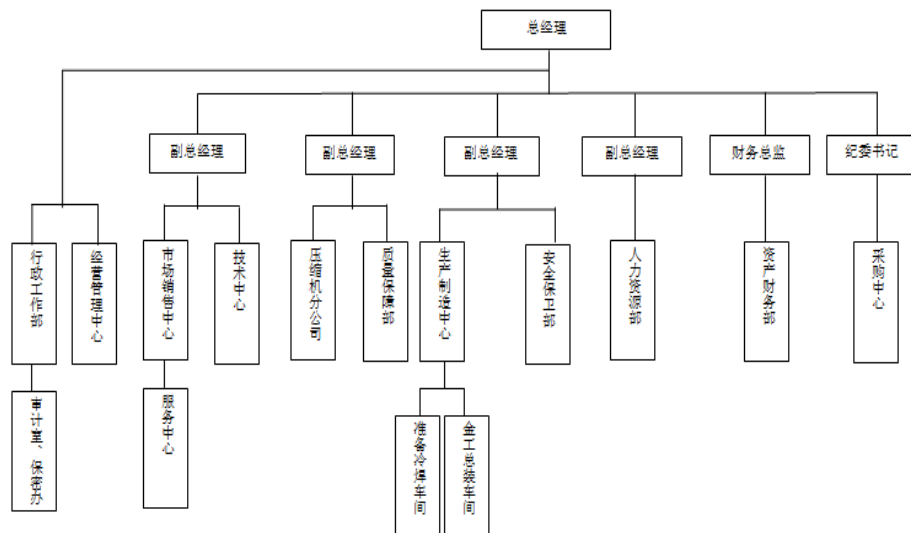 总经理
副总经理
副总经理
副总经理
副总经理
财务总监
纪委书记
行政工作部
经营管理中心
市场销售中心
技术中心
压缩机分公司
质量保障部
生产制造中心
安全保卫部
人力资源部
资产财务部
采购中心
审计室、保密办
服务中心
准备冷焊车间
金工总装车间